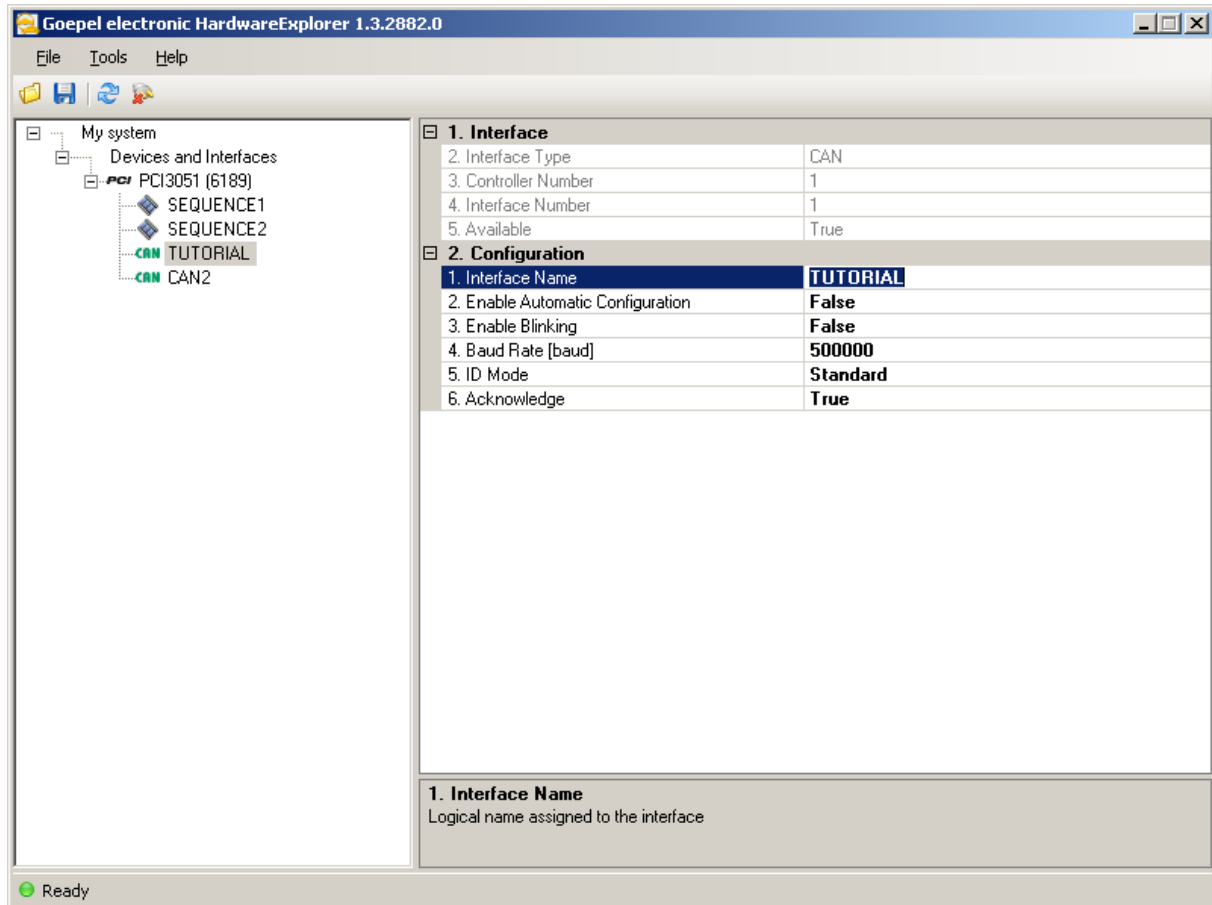 Goepel electronic HardwareExplorer 1.3.2882.0
File Tools Help
My system
Devices and Interfaces
PCI PCI3051 (6189)
SEQUENCE1
SEQUENCE2
CAN TUTORIAL
CAN CAN2
1. Interface
2. Interface Type CAN
3. Controller Number 1
4. Interface Number 1
5. Available True
2. Configuration
1. Interface Name TUTORIAL
2. Enable Automatic Configuration False
3. Enable Blinking False
4. Baud Rate [baud] 500000
5. ID Mode Standard
6. Acknowledge True
1. Interface Name
Logical name assigned to the interface
Ready